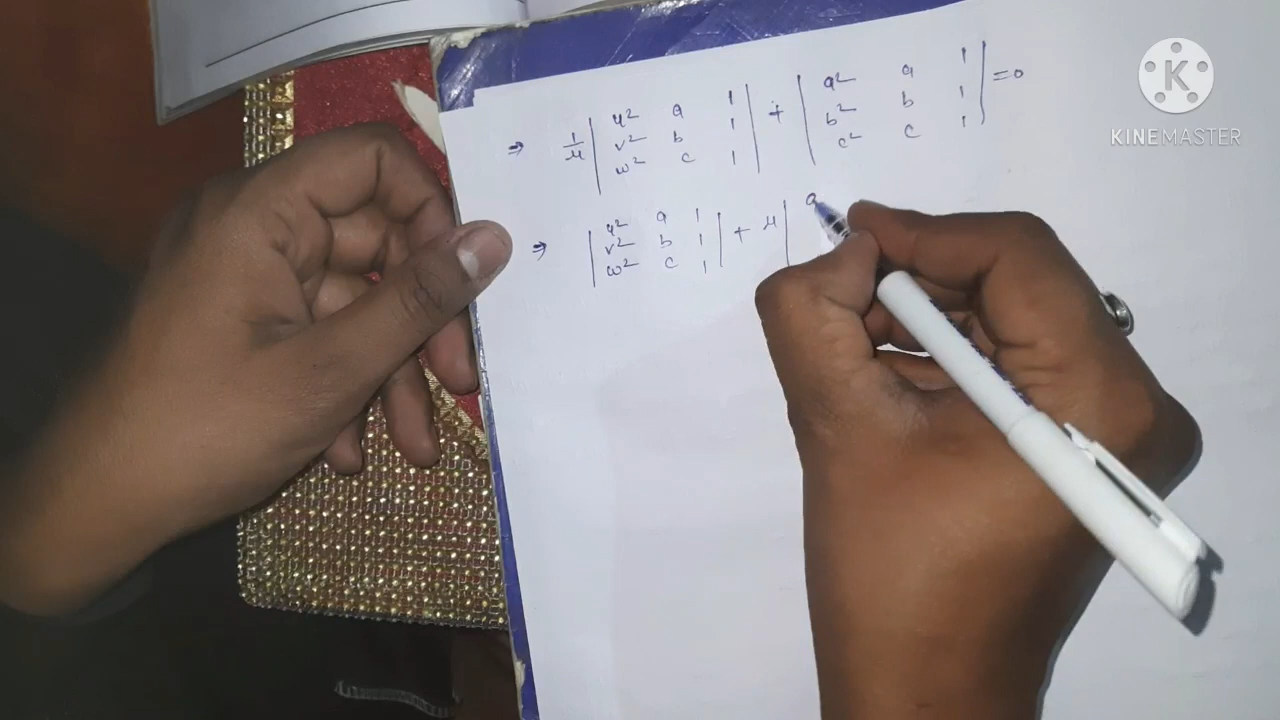 ⇒ 1/μ | u² a 1 | + | a² a 1 | = 0
| v² b 1 | | b² b 1 |
| w² c 1 | | c² c 1 |
⇒ | u² a 1 | + μ | a
| v² b 1 |
| w² c 1 |
K
KINEMASTER